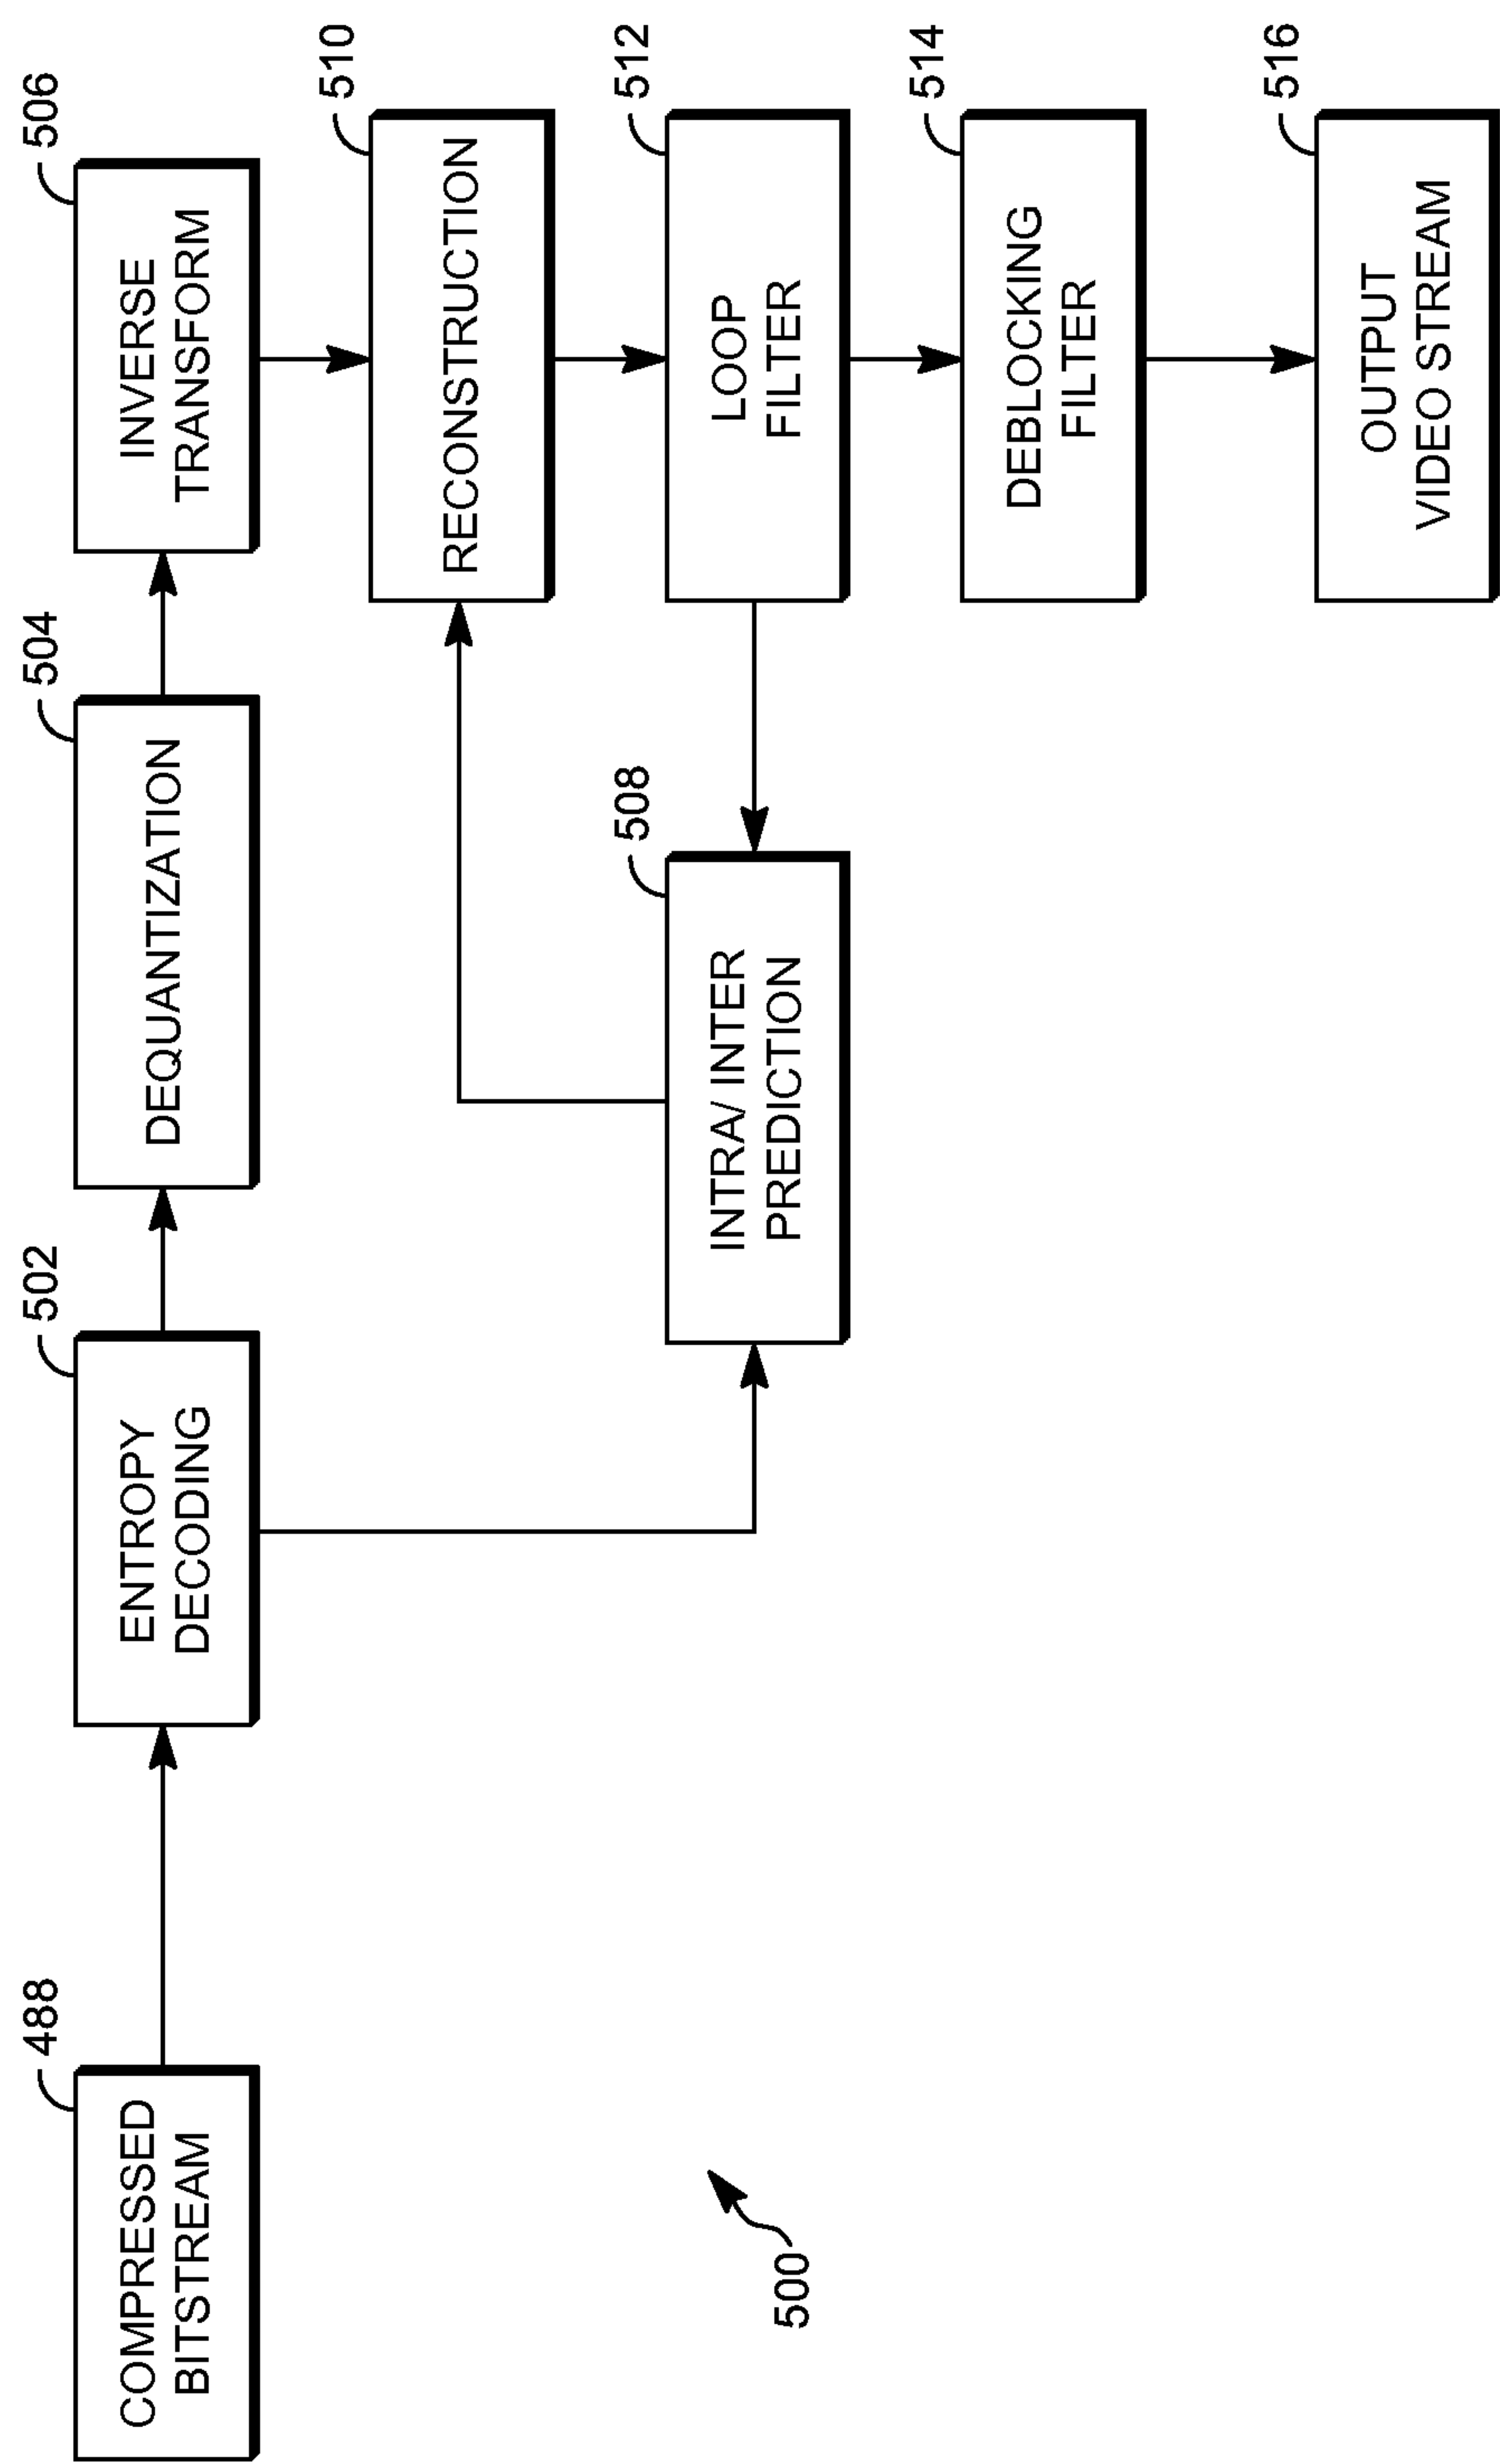 488
COMPRESSED
BITSTREAM
502
ENTROPY
DECODING
504
DEQUANTIZATION
506
INVERSE
TRANSFORM
510
RECONSTRUCTION
508
INTRA/ INTER
PREDICTION
512
LOOP
FILTER
514
DEBLOCKING
FILTER
516
OUTPUT
VIDEO STREAM
500